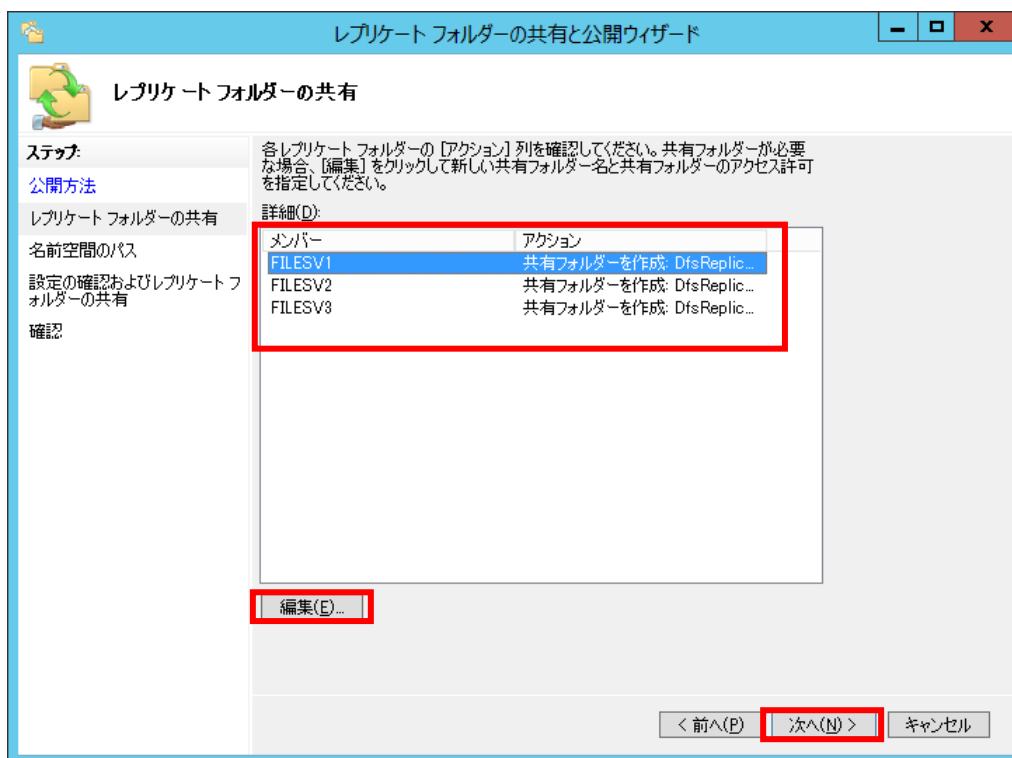 レプリケート フォルダーの共有と公開ウィザード
レプリケート フォルダーの共有
ステップ:
公開方法
レプリケート フォルダーの共有
名前空間のパス
設定の確認およびレプリケート フ
ォルダーの共有
確認
各レプリケート フォルダーの [アクション] 列を確認してください。共有フォルダーが必要
な場合、[編集] をクリックして新しい共有フォルダー名と共有フォルダーのアクセス許可
を指定してください。
詳細(D):
メンバー アクション
FILESV1 共有フォルダーを作成: DfsReplic...
FILESV2 共有フォルダーを作成: DfsReplic...
FILESV3 共有フォルダーを作成: DfsReplic...
編集(E)...
< 前へ(P) 次へ(N) > キャンセル